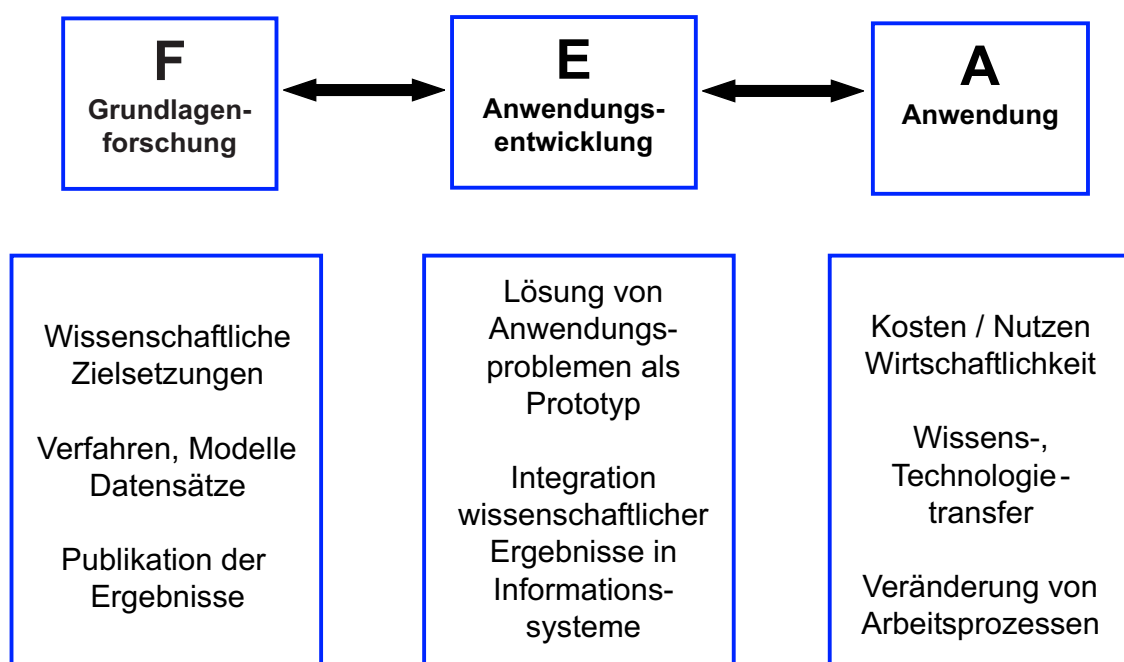 F
Grundlagen-
forschung
E
Anwendungs-
entwicklung
A
Anwendung
Wissenschaftliche
Zielsetzungen
Verfahren, Modelle
Datensätze
Publikation der
Ergebnisse
Lösung von
Anwendungs-
problemen als
Prototyp
Integration
wissenschaftlicher
Ergebnisse in
Informations-
systeme
Kosten / Nutzen
Wirtschaftlichkeit
Wissens-,
Technologie-
transfer
Veränderung von
Arbeitsprozessen